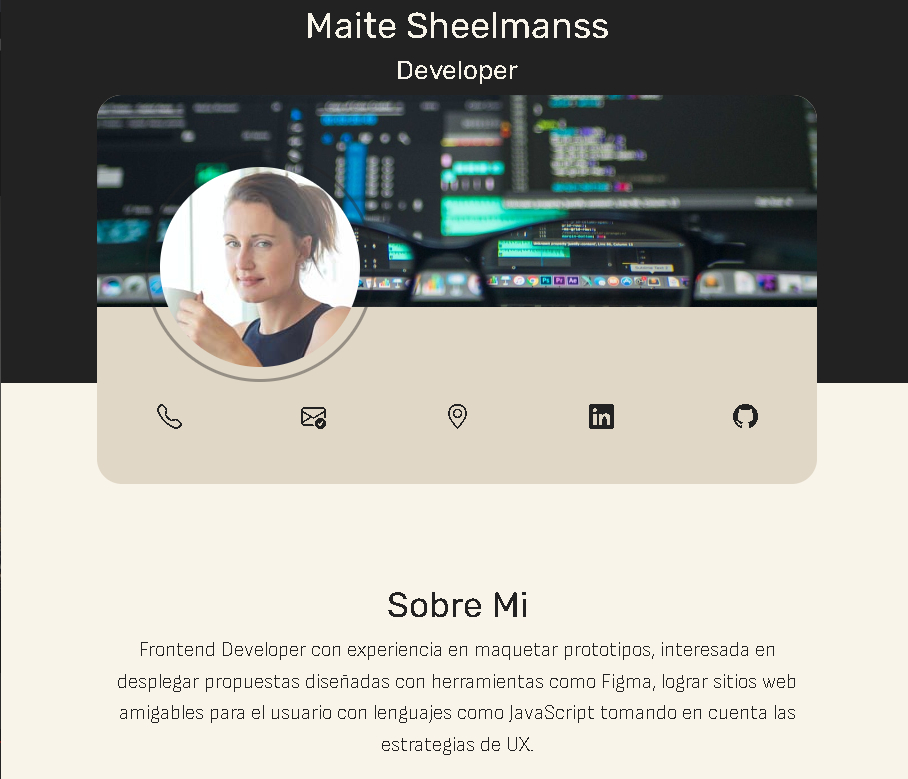 Maite Sheelmanss
Developer
Sobre Mi
Frontend Developer con experiencia en maquetar prototipos, interesada en
desplegar propuestas diseñadas con herramientas como Figma, lograr sitios web
amigables para el usuario con lenguajes como JavaScript tomando en cuenta las
estrategias de UX.